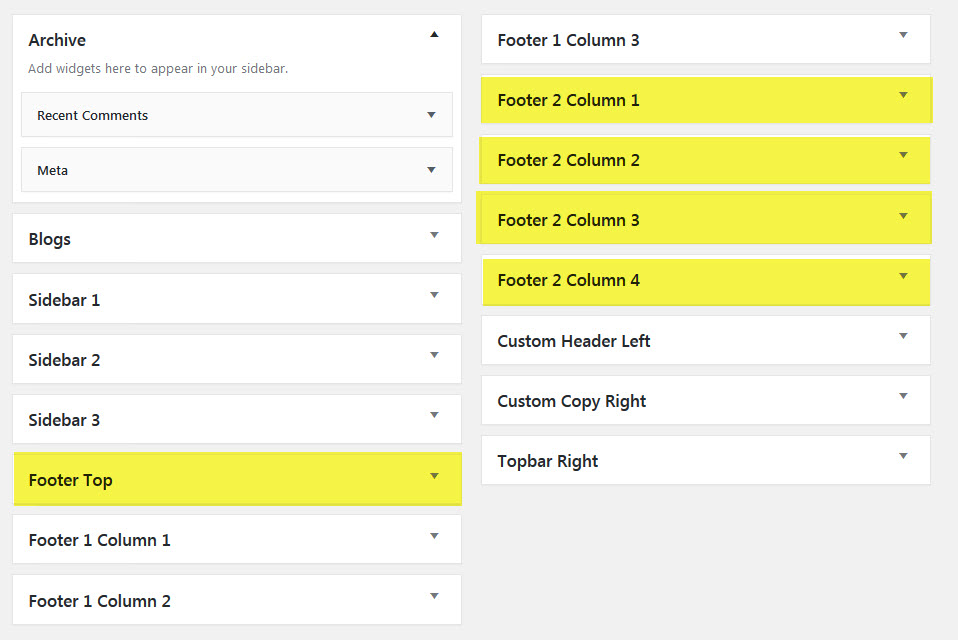 Archive
Add widgets here to appear in your sidebar.
Recent Comments
Meta
Blogs
Sidebar 1
Sidebar 2
Sidebar 3
Footer Top
Footer 1 Column 1
Footer 1 Column 2
Footer 1 Column 3
Footer 2 Column 1
Footer 2 Column 2
Footer 2 Column 3
Footer 2 Column 4
Custom Header Left
Custom Copy Right
Topbar Right